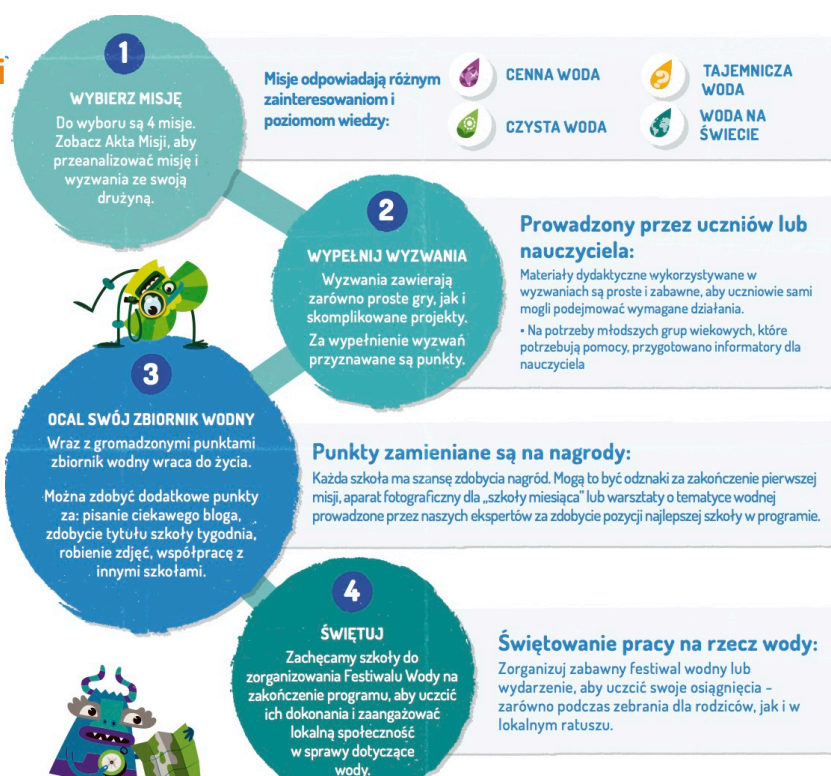 i
1
WYBIERZ MISJĘ
Do wyboru są 4 misje.
Zobacz Akta Misji, aby
przeanalizować misję i
wyzwania ze swoją
drużyną.
Misje odpowiadają różnym
zainteresowaniom i
poziomom wiedzy:
CENNA WODA
CZYSTA WODA
TAJEMNICZA
WODA
WODA NA
ŚWIECIE
2
WYPEŁNIJ WYZWANIA
Wyzwania zawierają
zarówno proste gry, jak i
skomplikowane projekty.
Za wypełnienie wyzwań
przyznawane są punkty.
Prowadzony przez uczniów lub
nauczyciela:
Materiały dydaktyczne wykorzystywane w
wyzwaniach są proste i zabawne, aby uczniowie sami
mogli podejmować wymagane działania.
• Na potrzeby młodszych grup wiekowych, które
potrzebują pomocy, przygotowano informatory dla
nauczyciela
3
OCAL SWÓJ ZBIORNIK WODNY
Wraz z gromadzonymi punktami
zbiornik wodny wraca do życia.
Można zdobyć dodatkowe punkty
za: pisanie ciekawego bloga,
zdobycie tytułu szkoły tygodnia,
robienie zdjęć, współpracę z
innymi szkołami.
Punkty zamieniane są na nagrody:
Każda szkoła ma szansę zdobycia nagród. Mogą to być odznaki za zakończenie pierwszej
misji, aparat fotograficzny dla „szkoły miesiąca” lub warsztaty o tematyce wodnej
prowadzone przez naszych ekspertów za zdobycie pozycji najlepszej szkoły w programie.
4
ŚWIĘTUJ
Zachęcamy szkoły do
zorganizowania Festiwalu Wody na
zakończenie programu, aby uczcić
ich dokonania i zaangażować
lokalną społeczność
w sprawy dotyczące
wody.
Świętowanie pracy na rzecz wody:
Zorganizuj zabawny festiwal wodny lub
wydarzenie, aby uczcić swoje osiągnięcia –
zarówno podczas zebrania dla rodziców, jak i w
lokalnym ratuszu.